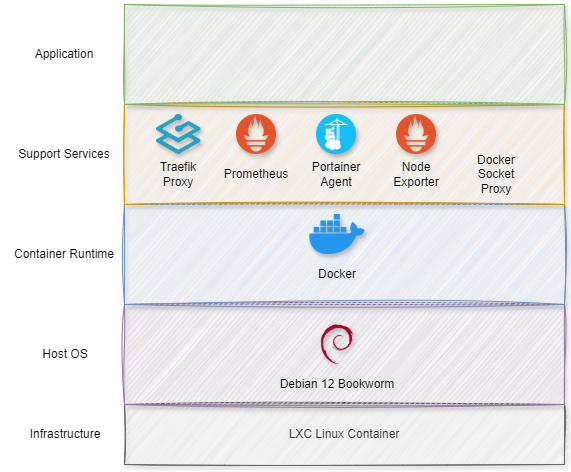 Application
Support Services
Traefik
Proxy
Prometheus
Portainer
Agent
Node
Exporter
Docker
Socket
Proxy
Container Runtime
Docker
Host OS
Debian 12 Bookworm
Infrastructure
LXC Linux Container